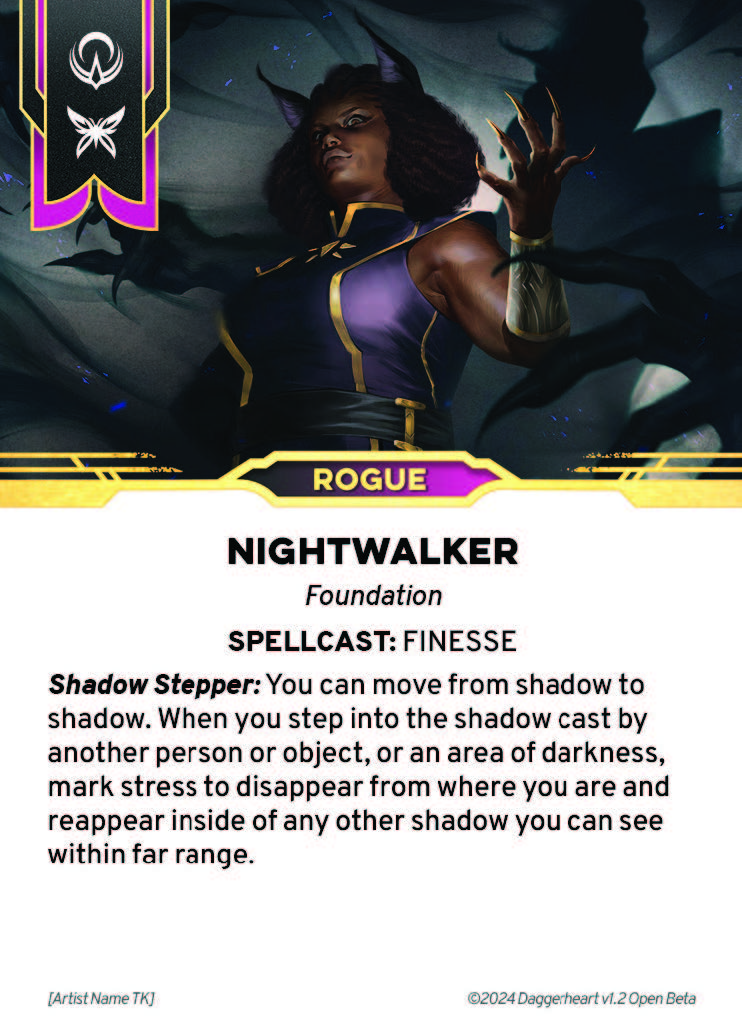 ROGUE
NIGHTWALKER
Foundation
SPELLCAST: FINESSE
Shadow Stepper: You can move from shadow to
shadow. When you step into the shadow cast by
another person or object, or an area of darkness,
mark stress to disappear from where you are and
reappear inside of any other shadow you can see
within far range.
[Artist Name TK]
©2024 Daggerheart v1.2 Open Beta